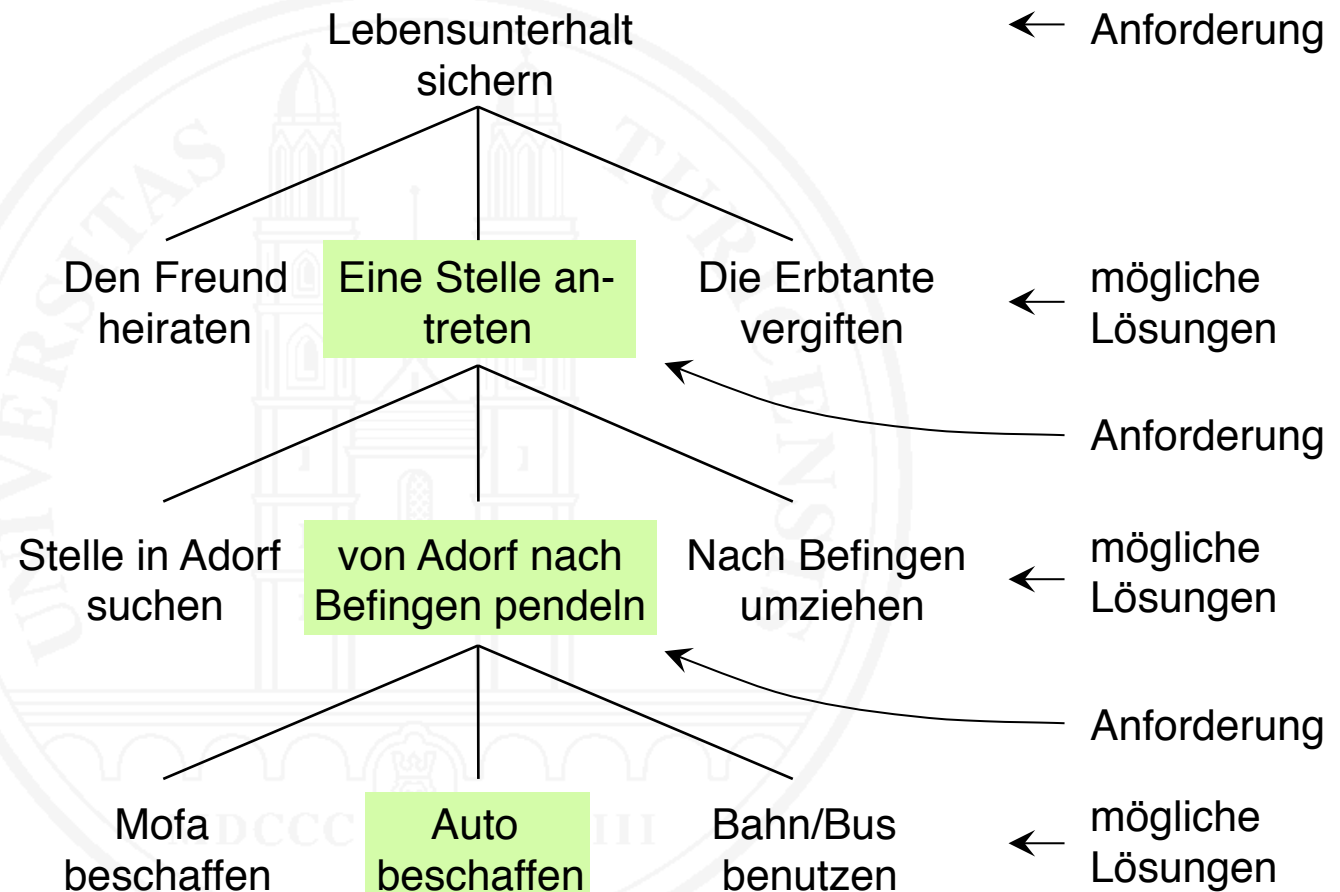 Lebensunterhalt
sichern
Anforderung
Den Freund
heiraten
Eine Stelle an-
treten
Die Erbtante
vergiften
mögliche
Lösungen
Anforderung
Stelle in Adorf
suchen
von Adorf nach
Befingen pendeln
Nach Befingen
umziehen
mögliche
Lösungen
Anforderung
Mofa
beschaffen
Auto
beschaffen
Bahn/Bus
benutzen
mögliche
Lösungen
UNIVERSITAS
TURICENSIS